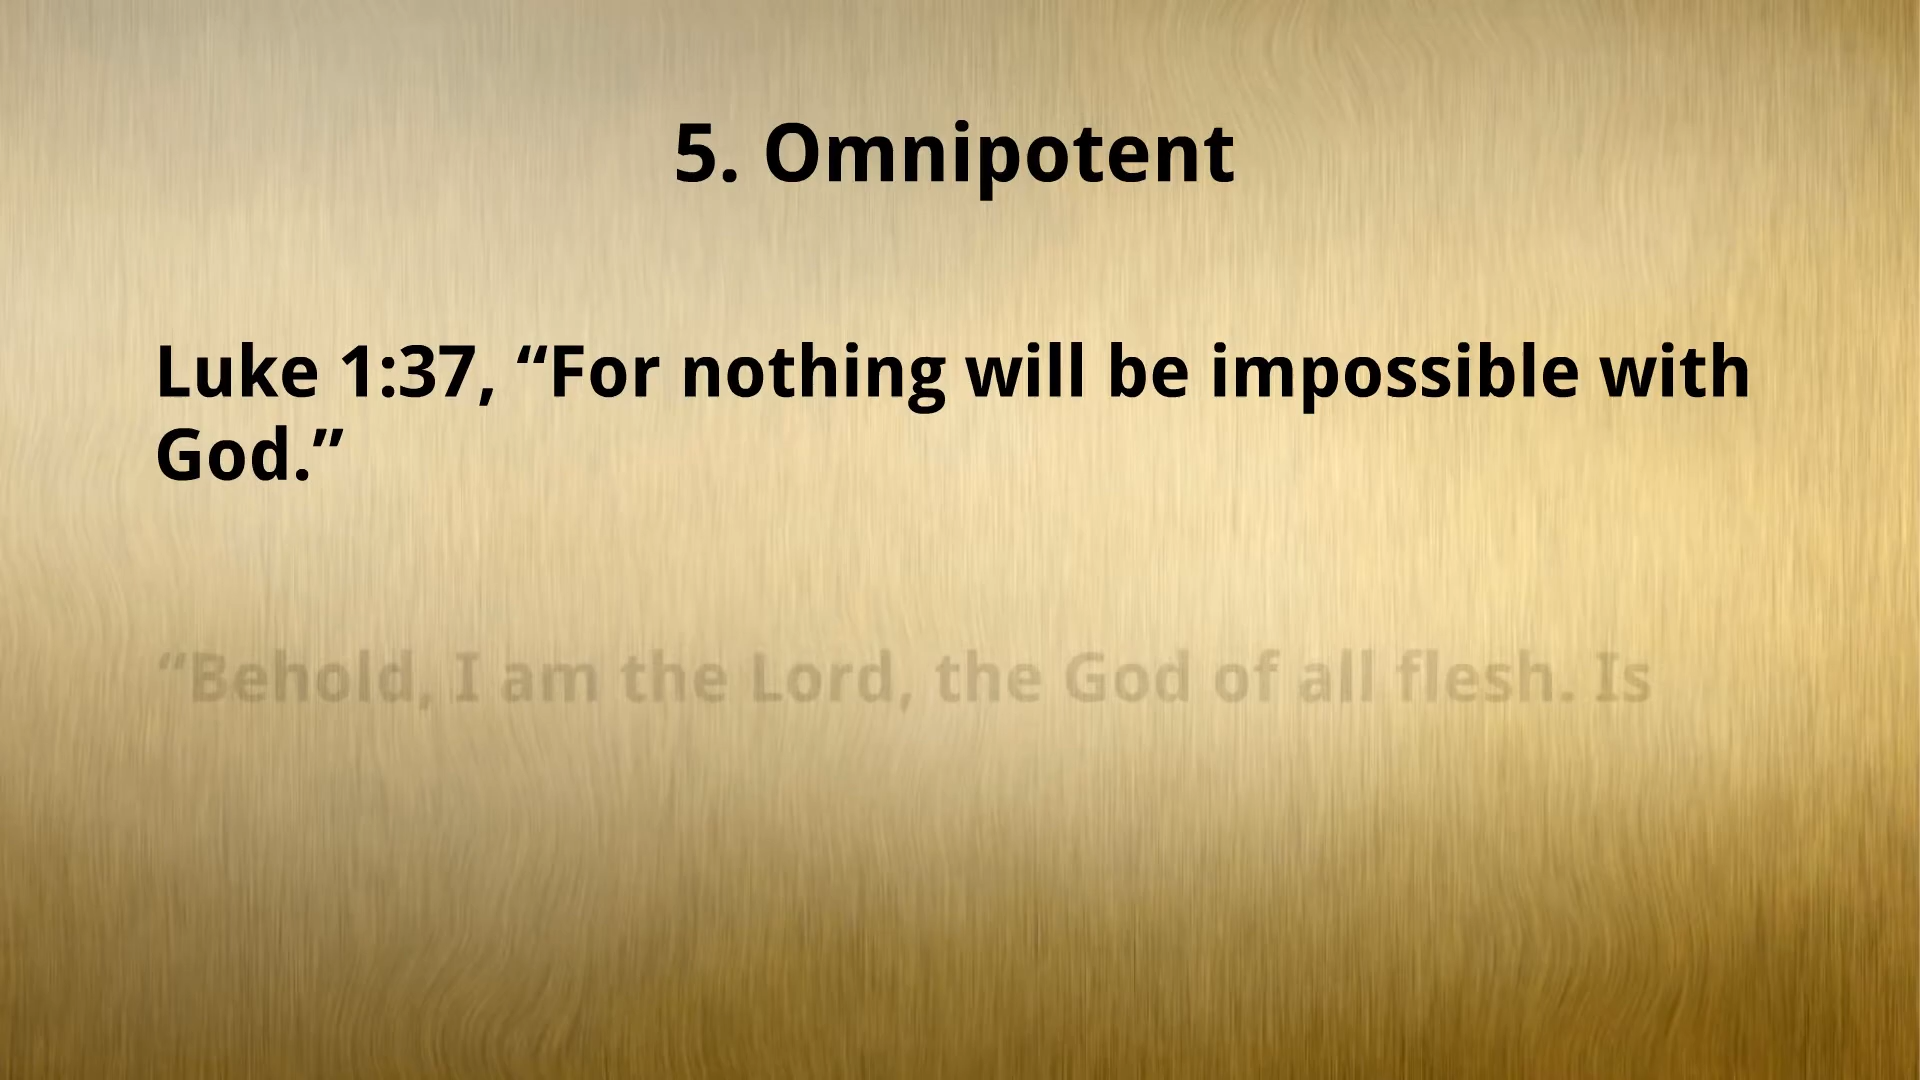 5. Omnipotent
Luke 1:37, “For nothing will be impossible with
God.”
“Behold, I am the Lord, the God of all flesh. Is